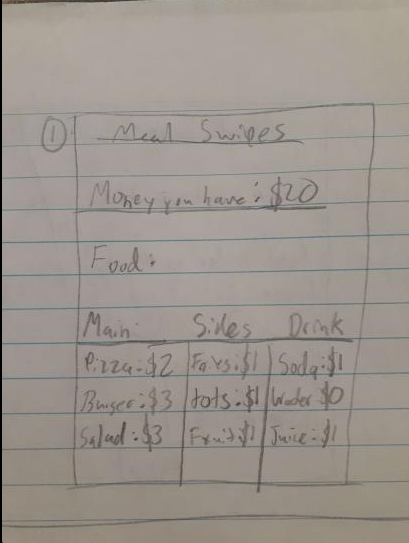 ①
Meal Swipes
Money you have: $20
Food:
Main: Sides Drink
Pizza:$2 Frys:$1 Soda:$1
Burger:$3 tots:$1 Water $0
Salad:$3 Fruit:$1 Juice:$1